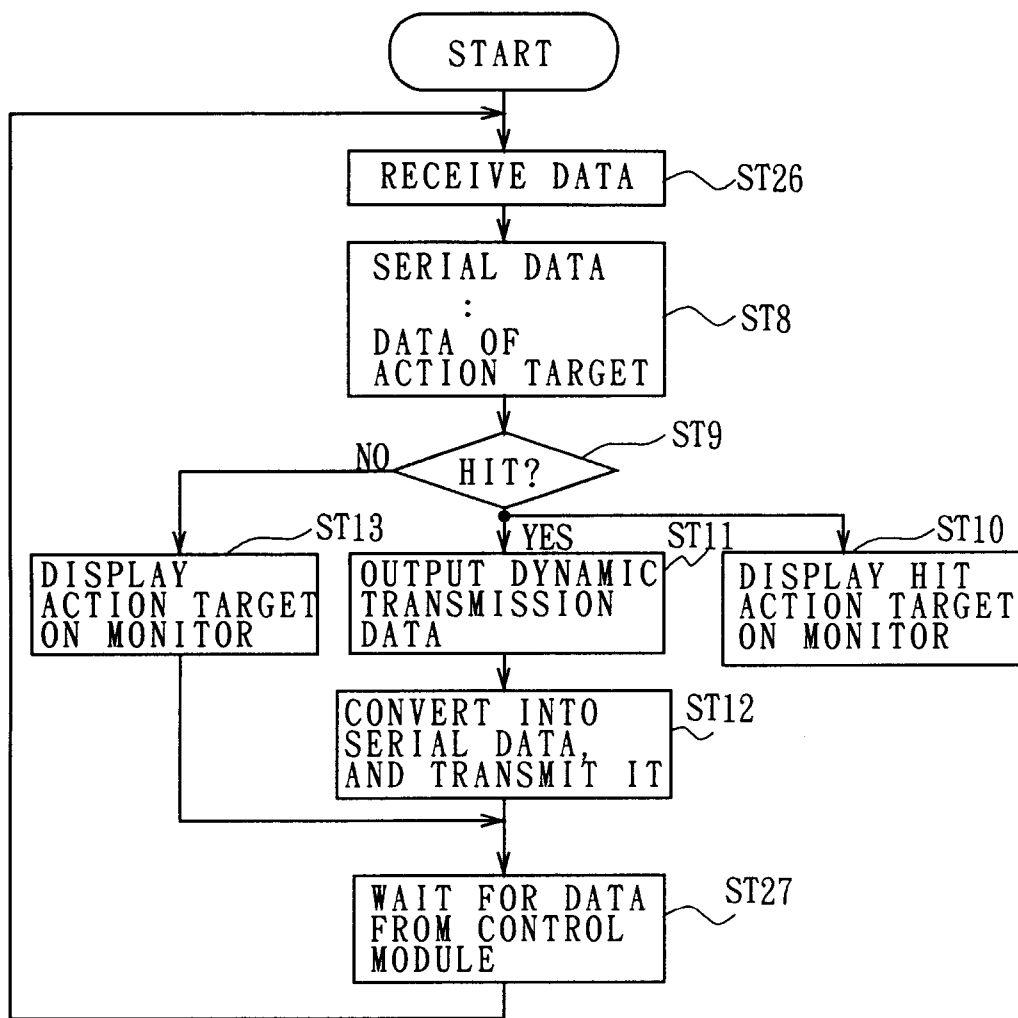 START
RECEIVE DATA
ST26
SERIAL DATA
:
DATA OF
ACTION TARGET
ST8
HIT?
ST9
NO
YES
ST13
DISPLAY
ACTION TARGET
ON MONITOR
ST11
OUTPUT DYNAMIC
TRANSMISSION
DATA
ST10
DISPLAY HIT
ACTION TARGET
ON MONITOR
CONVERT INTO
SERIAL DATA,
AND TRANSMIT IT
ST12
WAIT FOR DATA
FROM CONTROL
MODULE
ST27